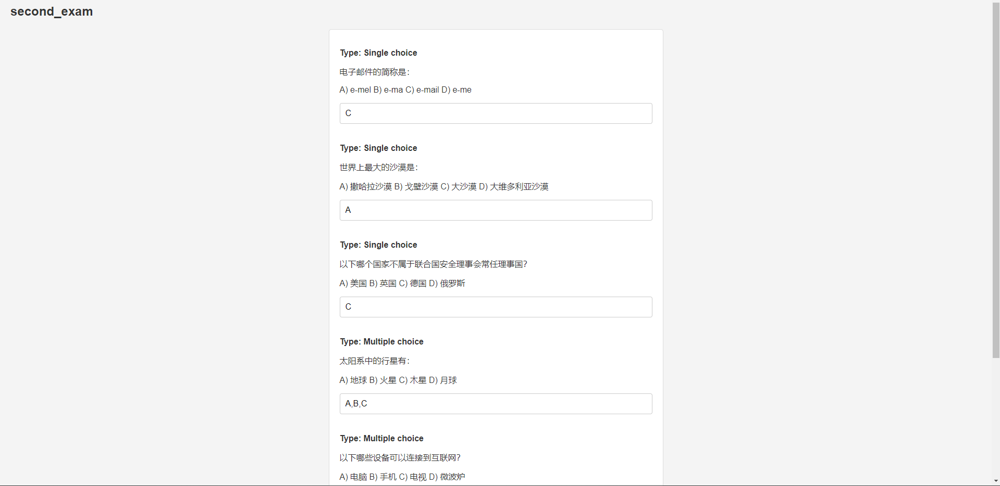 second_exam
Type: Single choice
电子邮件的简称是：
A) e-mel B) e-ma C) e-mail D) e-me
C
Type: Single choice
世界上最大的沙漠是：
A) 撒哈拉沙漠 B) 戈壁沙漠 C) 大沙漠 D) 大维多利亚沙漠
A
Type: Single choice
以下哪个国家不属于联合国安全理事会常任理事国？
A) 美国 B) 英国 C) 德国 D) 俄罗斯
C
Type: Multiple choice
太阳系中的行星有：
A) 地球 B) 火星 C) 木星 D) 月球
A,B,C
Type: Multiple choice
以下哪些设备可以连接到互联网？
A) 电脑 B) 手机 C) 电视 D) 微波炉